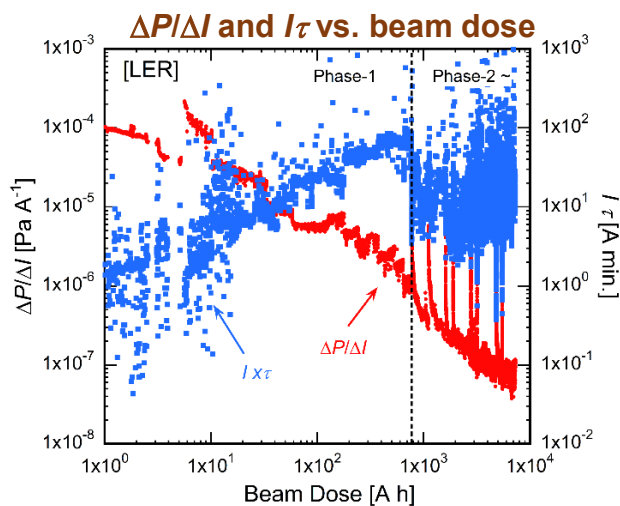 ΔP/ΔI and Iτ vs. beam dose
[LER]
Phase-1
Phase-2 ~
1x10⁻³
1x10⁻⁴
1x10⁻⁵
1x10⁻⁶
1x10⁻⁷
1x10⁻⁸
ΔP/ΔI [Pa A⁻¹]
1x10³
1x10²
1x10¹
1x10⁰
1x10⁻¹
1x10⁻²
I τ [A min.]
I xτ
ΔP/ΔI
1x10⁰
1x10¹
1x10²
1x10³
1x10⁴
Beam Dose [A h]